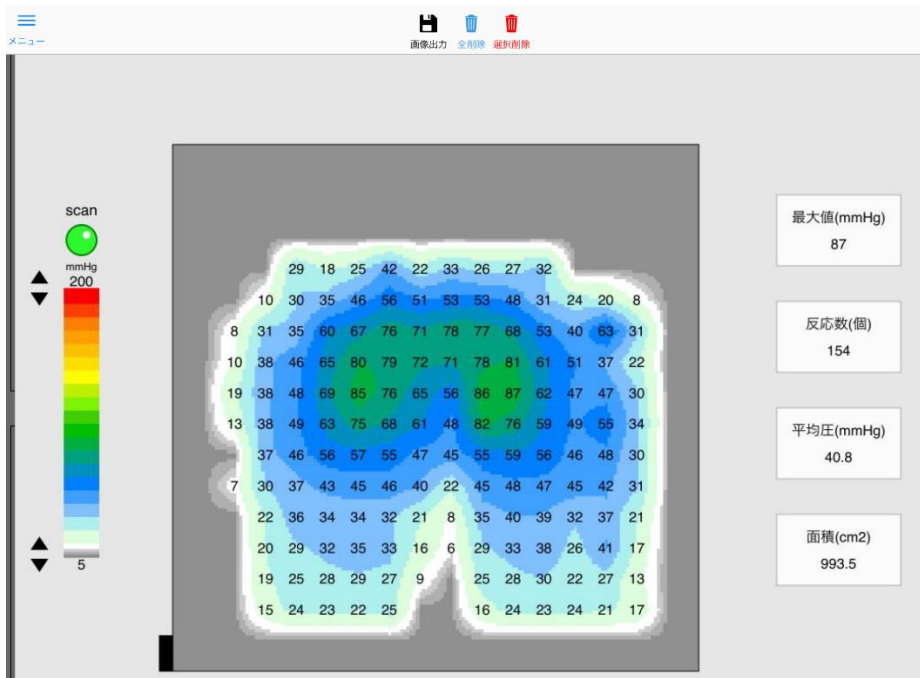 メニュー
画像出力 全削除 選択削除
scan
mmHg
200
5
29 18 25 42 22 33 26 27 32
10 30 35 46 56 51 53 53 48 31 24 20 8
8 31 35 60 67 76 71 78 77 68 53 40 63 31
10 38 46 65 80 79 72 71 78 81 61 51 37 22
19 38 48 69 85 76 65 56 86 87 62 47 47 30
13 38 49 63 75 68 61 48 82 76 59 49 55 34
37 46 56 57 55 47 45 55 59 56 46 48 30
7 30 37 43 45 46 40 22 45 48 47 45 42 31
22 36 34 34 32 21 8 35 40 39 32 37 21
20 29 32 35 33 16 6 29 33 38 26 41 17
19 25 28 29 27 9 25 28 30 22 27 13
15 24 23 22 25 16 24 23 24 21 17
最大値(mmHg)
87
反応数(個)
154
平均圧(mmHg)
40.8
面積(cm2)
993.5